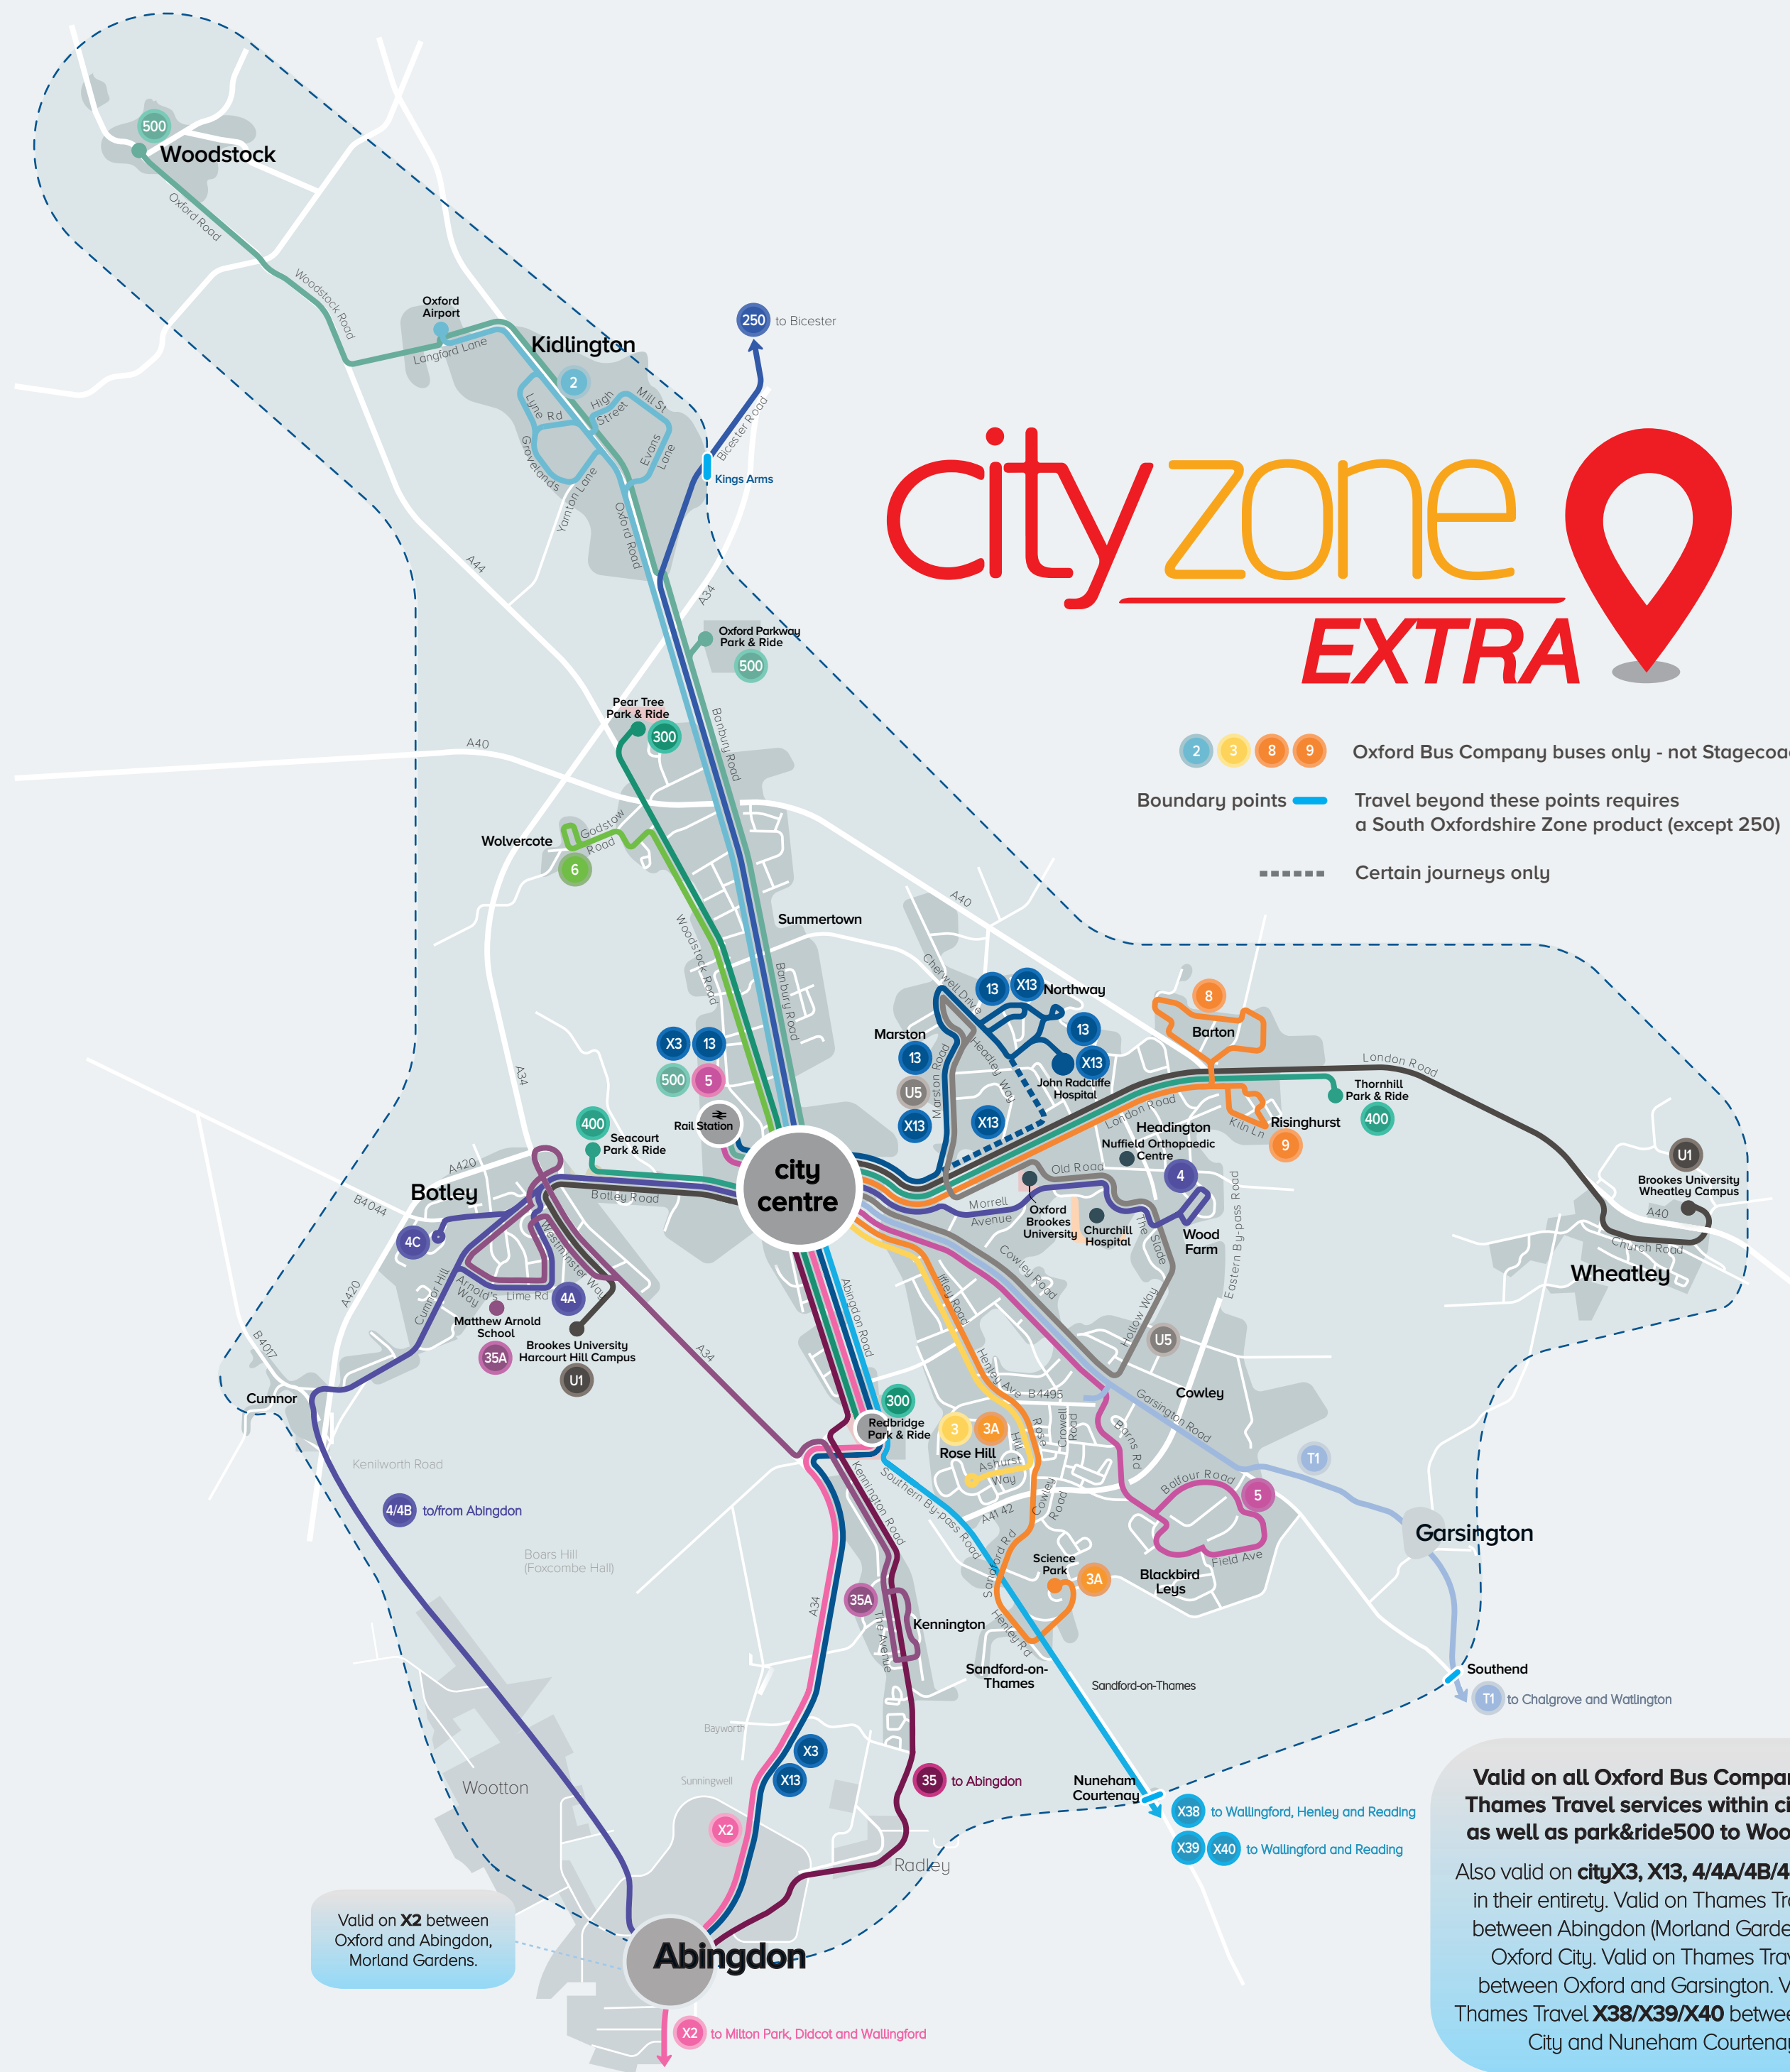 500
Woodstock
Oxford Road
Woodstock Road
Oxford
Airport
Langford Lane
Kidlington
2
Lyne Rd
High
Street
Mill St
Evans
Lane
Grovelands
Yarnton Lane
Oxford Road
250 to Bicester
Bicester Road
Kings Arms
A44
A34
Oxford Parkway
Park & Ride
500
Pear Tree
Park & Ride
300
Banbury Road
A40
cityzone
EXTRA
2 3 8 9 Oxford Bus Company buses only - not Stagecoa
Boundary points
Travel beyond these points requires
a South Oxfordshire Zone product (except 250)
Certain journeys only
Wolvercote
Godstow
Road
6
Summertown
Woodstock Road
Banbury Road
A40
Cherwell Drive
13 X13 Northway
8
Barton
Marston
13
U5
X13
Marston Road
Headley Way
13
X13
John Radcliffe
Hospital
X13
X3 13
500 5
Rail Station
A34
400
Seacourt
Park & Ride
city
centre
London Road
London Road
Thornhill
Park & Ride
400
Kiln Ln
Risinghurst
9
Headington
Nuffield Orthopaedic
Centre
Old Road
4
Morrell
Avenue
Oxford
Brookes
University
Churchill
Hospital
The Slade
Wood
Farm
Eastern By-pass Road
U1
Brookes University
Wheatley Campus
A40
Church Road
Wheatley
A420
Botley
Botley Road
B4044
4C
Westminster Way
Cumnor Hill
Arnold's
Way
Lime Rd
4A
A420
Matthew Arnold
School
35A
Brookes University
Harcourt Hill Campus
U1
B4017
Cumnor
A34
Abingdon Road
Iffley Road
Cowley Road
Hollow Way
U5
Henley Ave
B4495
Cowley
Garsington Road
300
Redbridge
Park & Ride
3 3A
Rose Hill
Rose
Hill
Crowell
Road
Ashurst
Way
Barns Rd
Cowley
Road
A41 42
Balfour Road
5
T1
Garsington
Field Ave
Blackbird
Leys
Kenilworth Road
4/4B to/from Abingdon
Boars Hill
(Foxcombe Hall)
Kennington Road
Southern By-pass Road
Sandford Rd
Science
Park
3A
Henley Rd
35A
The Avenue
Kennington
A34
Sandford-on-
Thames
Sandford-on-Thames
Southend
T1 to Chalgrove and Watlington
Bayworth
X3
X13
Sunningwell
35 to Abingdon
Wootton
X2
Nuneham
Courtenay
X38 to Wallingford, Henley and Reading
X39 X40 to Wallingford and Reading
Radley
Valid on X2 between
Oxford and Abingdon,
Morland Gardens.
Abingdon
X2 to Milton Park, Didcot and Wallingford
Valid on all Oxford Bus Compan
Thames Travel services within ci
as well as park&ride500 to Woo
Also valid on cityX3, X13, 4/4A/4B/4
in their entirety. Valid on Thames Tra
between Abingdon (Morland Garde
Oxford City. Valid on Thames Trav
between Oxford and Garsington. V
Thames Travel X38/X39/X40 betwee
City and Nuneham Courtenay